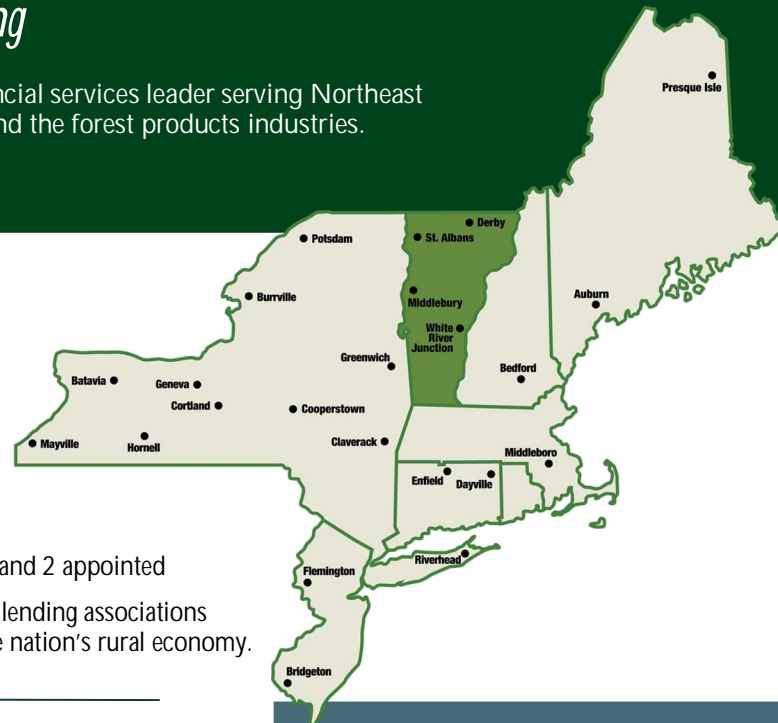 ncial services leader serving Northeast
nd the forest products industries.
Presque Isle
Derby
Potsdam
St. Albans
Burrville
Middlebury
Auburn
White
River
Junction
Greenwich
Bedford
Batavia
Geneva
Cortland
Cooperstown
Mayville
Hornell
Claverack
Middleboro
Enfield
Dayville
and 2 appointed
Riverhead
Flemington
lending associations
e nation's rural economy.
Bridgeton